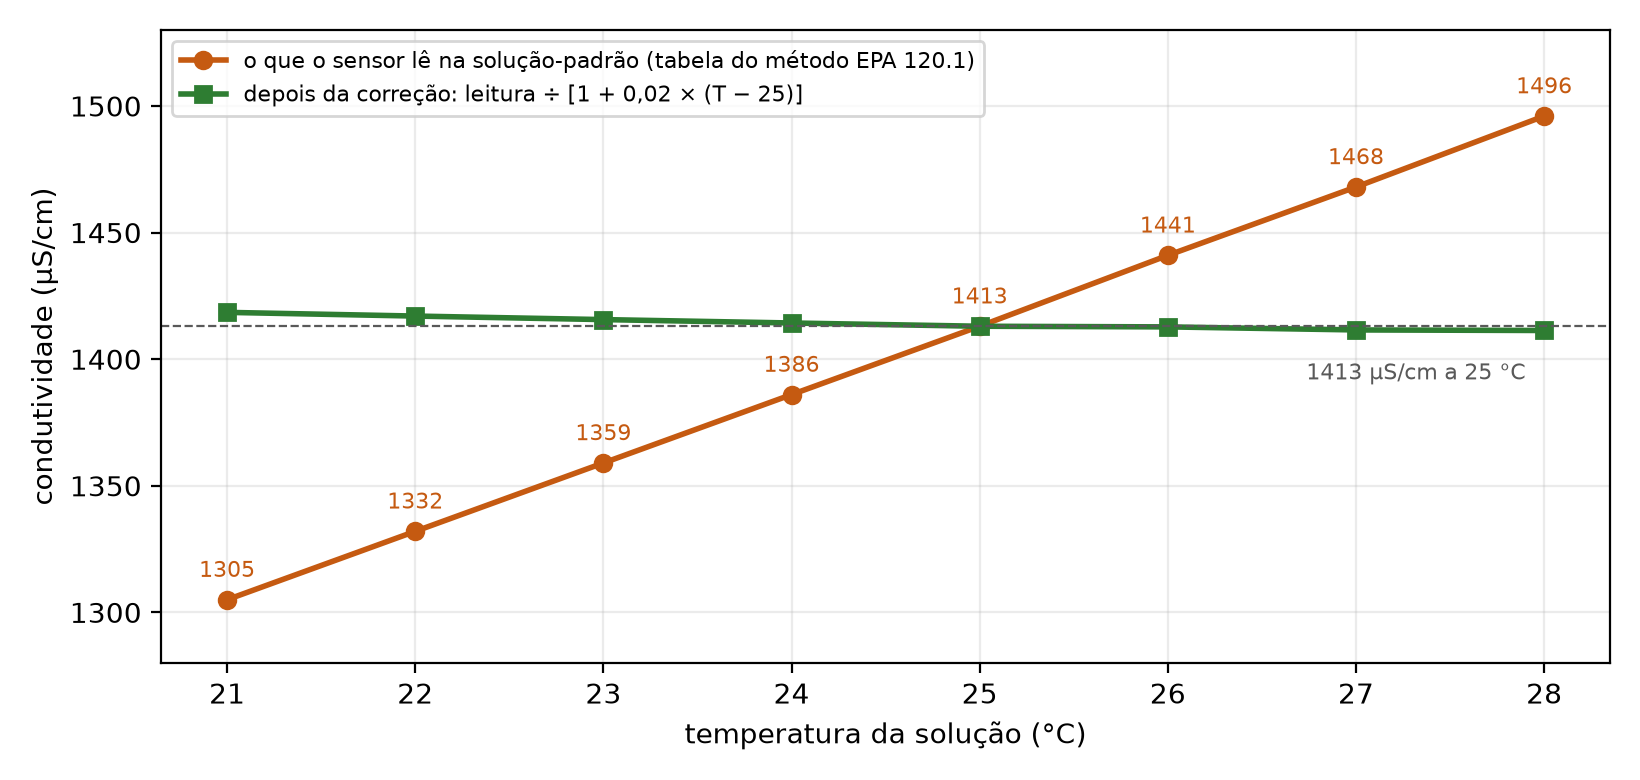 o que o sensor lê na solução-padrão (tabela do método EPA 120.1)
depois da correção: leitura ÷ [1 + 0,02 × (T − 25)]
condutividade (µS/cm)
1500
1450
1400
1350
1300
1305
1332
1359
1386
1413
1441
1468
1496
1413 µS/cm a 25 °C
21 22 23 24 25 26 27 28
temperatura da solução (°C)